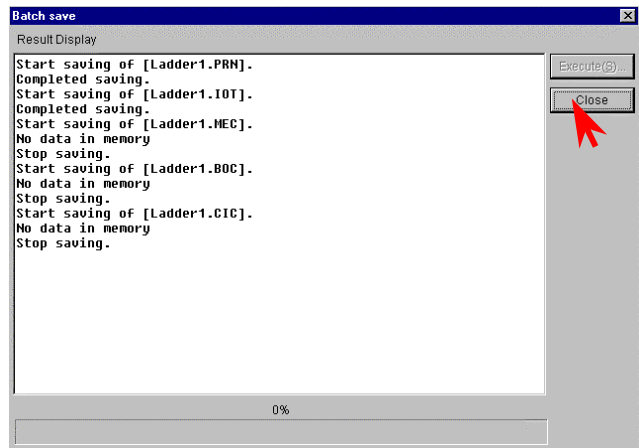 Batch save
Result Display
Start saving of [Ladder1.PRN].
Completed saving.
Start saving of [Ladder1.IOT].
Completed saving.
Start saving of [Ladder1.MEC].
No data in memory
Stop saving.
Start saving of [Ladder1.BOC].
No data in memory
Stop saving.
Start saving of [Ladder1.CIC].
No data in memory
Stop saving.
Execute(S)...
Close
0%